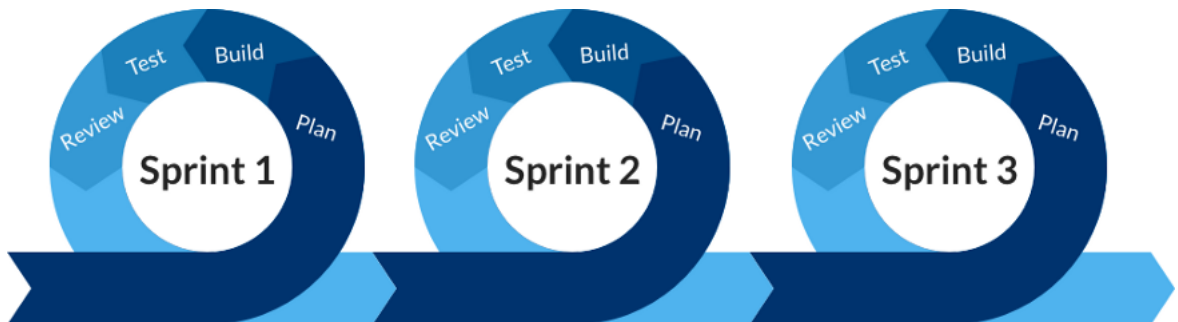 Test
Build
Review
Plan
Sprint 1
Test
Build
Review
Plan
Sprint 2
Test
Build
Review
Plan
Sprint 3